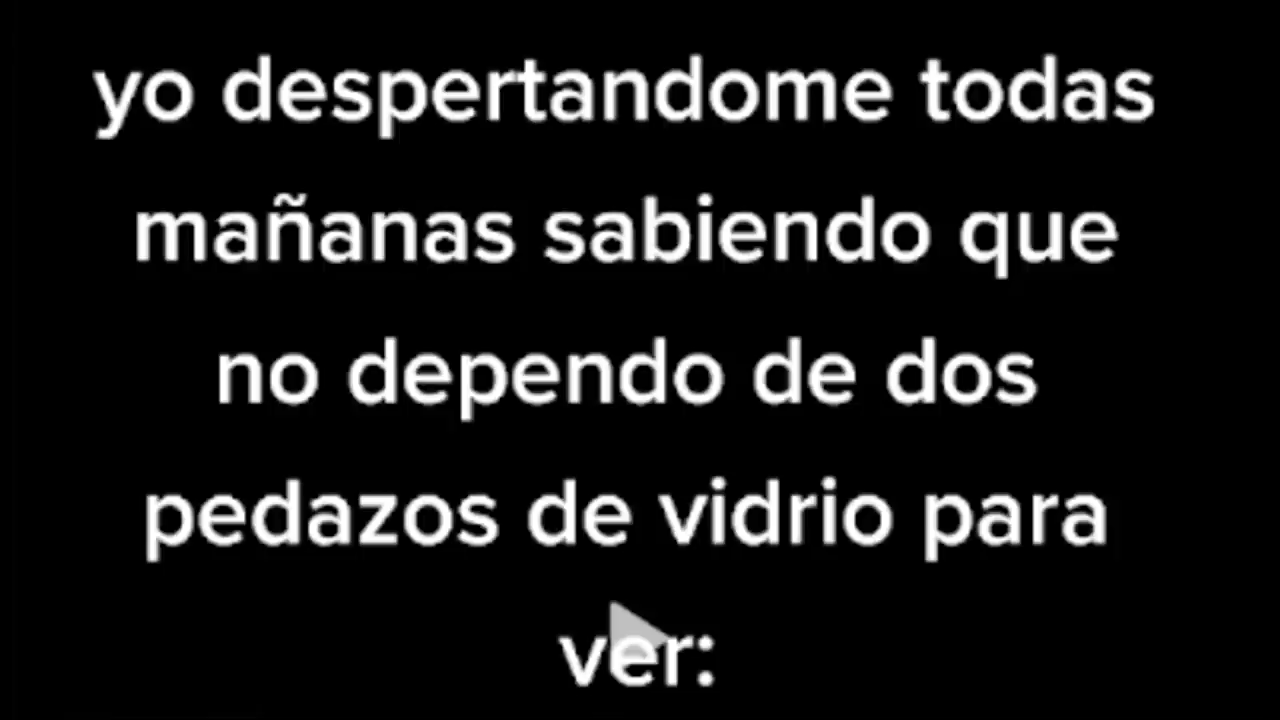 yo despertandome todas
mañanas sabiendo que
no dependo de dos
pedazos de vidrio para
ver: